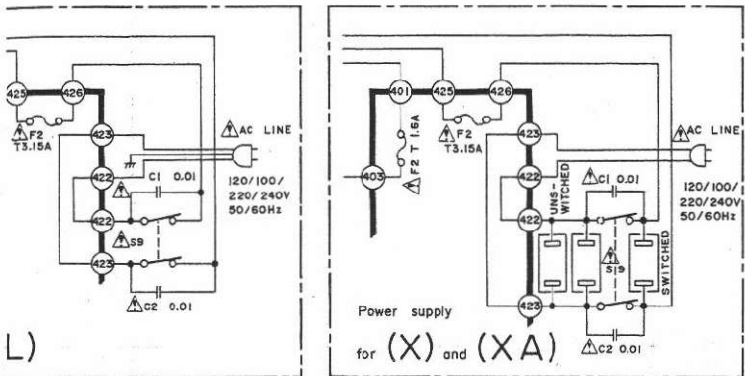 425
426
F2
T3.15A
423
AC LINE
422
C1 0.01
120/100/
220/240V
50/60Hz
422
S9
423
C2 0.01
L)
401
425
426
F2 T 1.6A
F2
T3.15A
423
AC LINE
403
422
UNS-
WITCHED
C1 0.01
120/100/
220/240V
50/60Hz
422
S19
SWITCHED
423
Power supply
for (X) and (XA)
C2 0.01